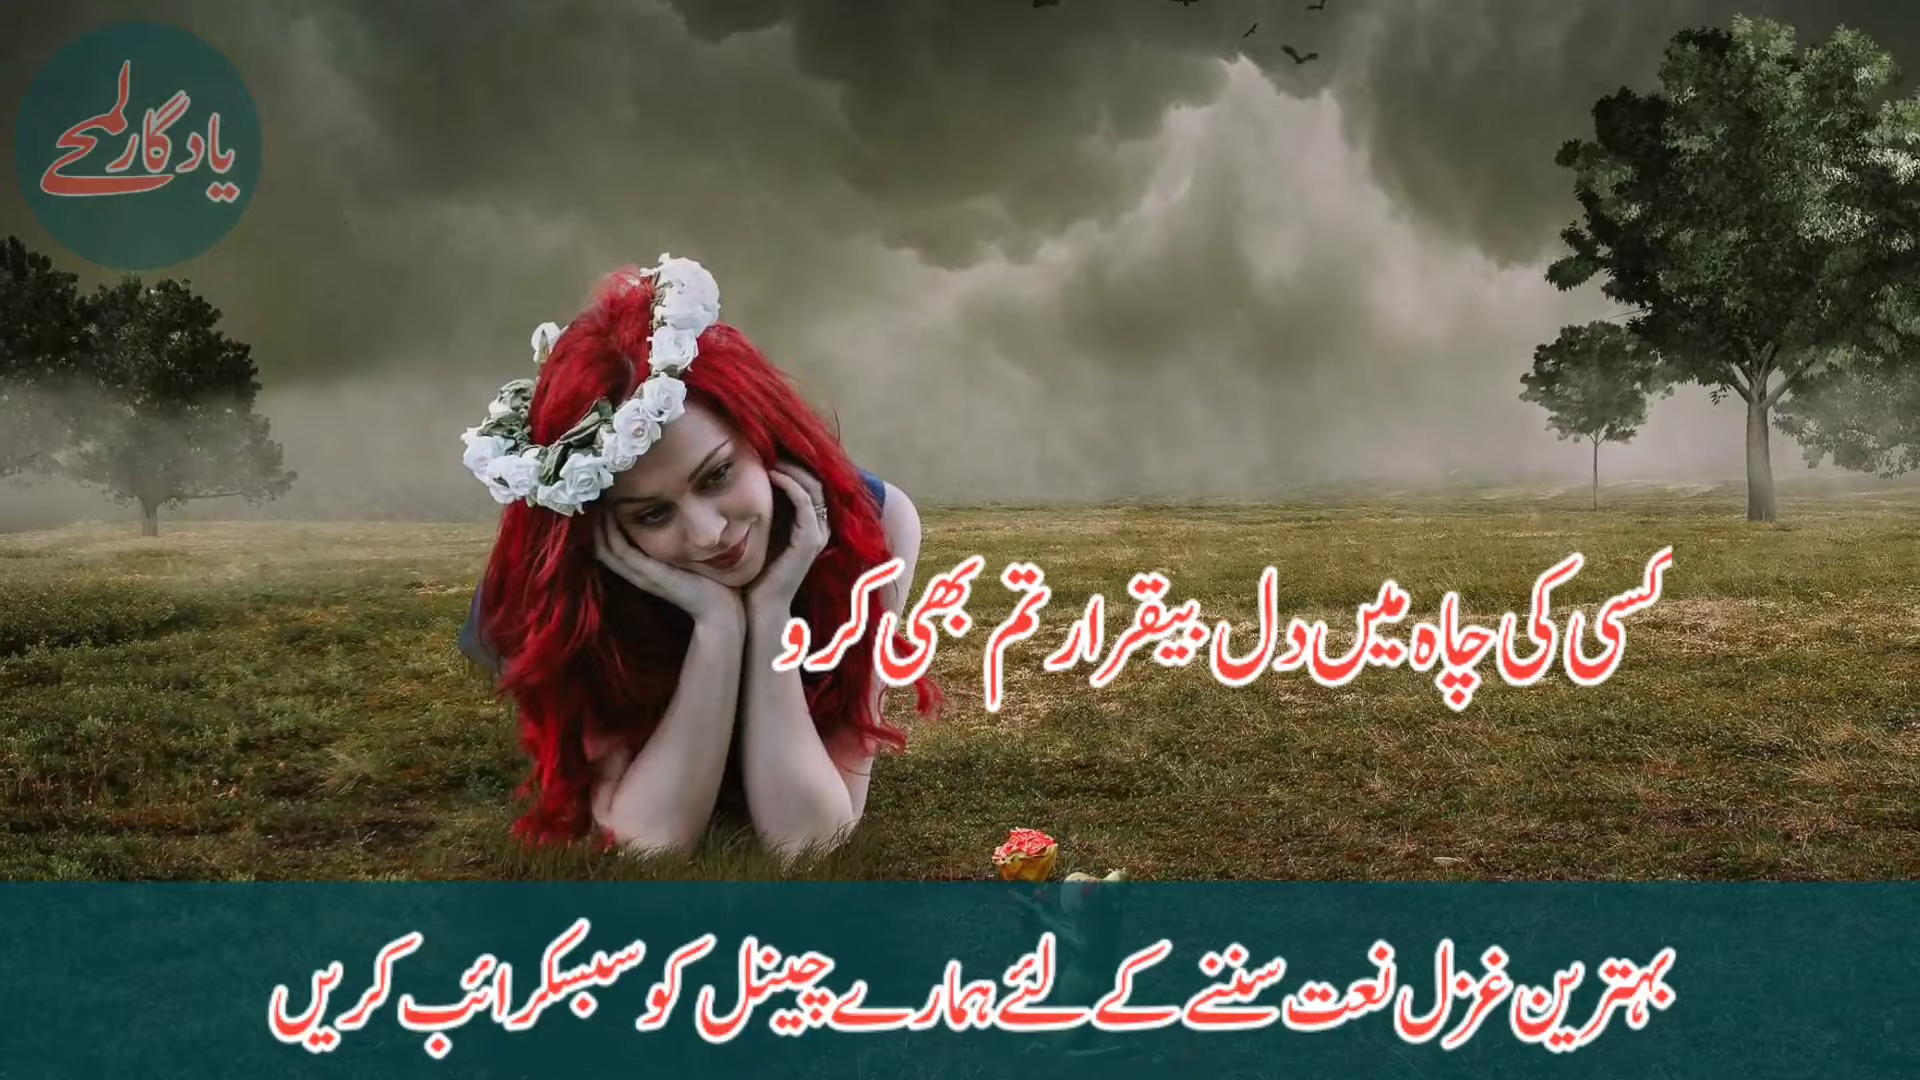 یادگار لمحے
کسی کی چاہ میں دل بیقرار تم بھی کرو
بہترین غزل نعت سننے کے لئے ہمارے چینل کو سبسکرائب کریں